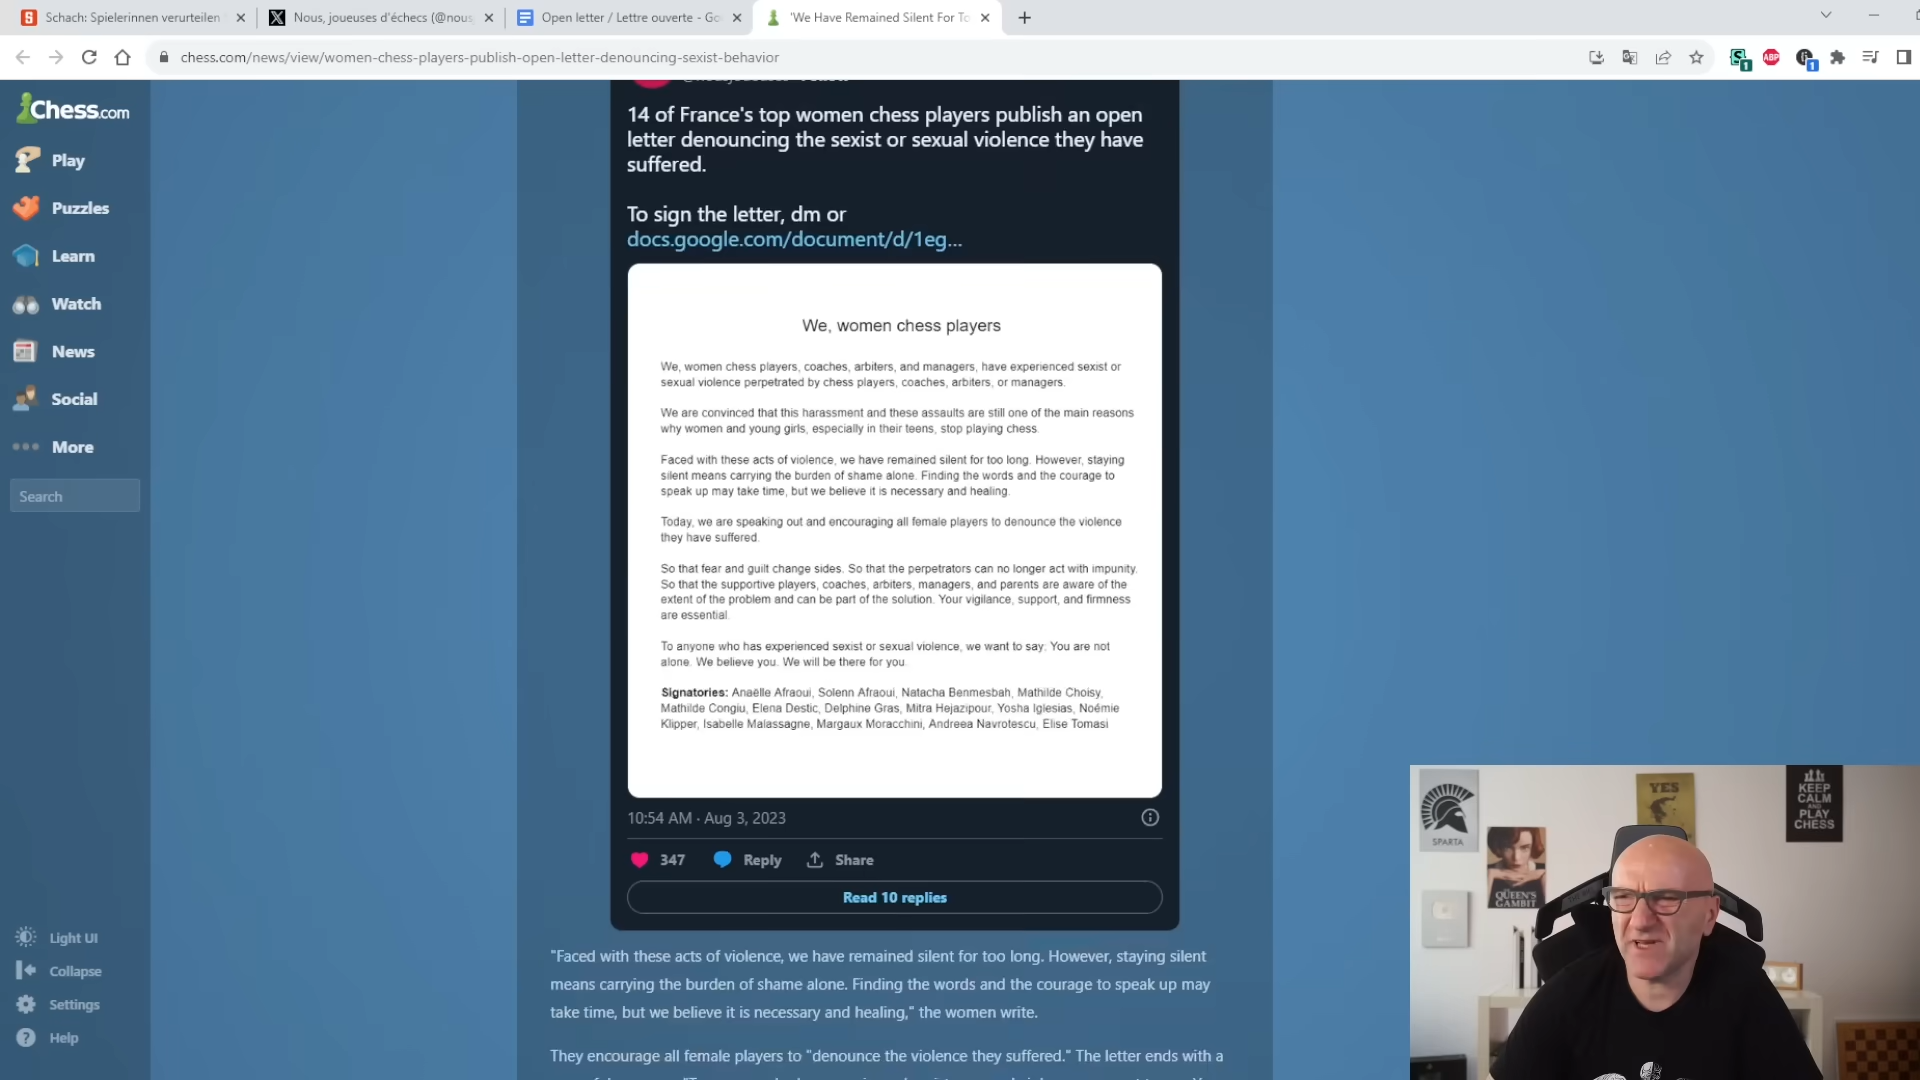 Schach: Spielerinnen verurteilen
Nous, joueuses d'échecs (@nous
Open letter / Lettre ouverte - Go
'We Have Remained Silent For To
chess.com/news/view/women-chess-players-publish-open-letter-denouncing-sexist-behavior
1
ABP
1
Chess.com
Play
Puzzles
Learn
Watch
News
Social
More
Search
Light UI
Collapse
Settings
Help
14 of France's top women chess players publish an open
letter denouncing the sexist or sexual violence they have
suffered.
To sign the letter, dm or
docs.google.com/document/d/1eg...
We, women chess players
We, women chess players, coaches, arbiters, and managers, have experienced sexist or
sexual violence perpetrated by chess players, coaches, arbiters, or managers.
We are convinced that this harassment and these assaults are still one of the main reasons
why women and young girls, especially in their teens, stop playing chess.
Faced with these acts of violence, we have remained silent for too long. However, staying
silent means carrying the burden of shame alone. Finding the words and the courage to
speak up may take time, but we believe it is necessary and healing.
Today, we are speaking out and encouraging all female players to denounce the violence
they have suffered.
So that fear and guilt change sides. So that the perpetrators can no longer act with impunity.
So that the supportive players, coaches, arbiters, managers, and parents are aware of the
extent of the problem and can be part of the solution. Your vigilance, support, and firmness
are essential.
To anyone who has experienced sexist or sexual violence, we want to say: You are not
alone. We believe you. We will be there for you.
Signatories: Anaëlle Afraoui, Solenn Afraoui, Natacha Benmesbah, Mathilde Choisy,
Mathilde Congiu, Elena Destic, Delphine Gras, Mitra Hejazipour, Yosha Iglesias, Noémie
Klipper, Isabelle Malassagne, Margaux Moracchini, Andreea Navrotescu, Elise Tomasi
10:54 AM · Aug 3, 2023
347
Reply
Share
Read 10 replies
"Faced with these acts of violence, we have remained silent for too long. However, staying
silent means carrying the burden of shame alone. Finding the words and the courage to speak up may
take time, but we believe it is necessary and healing," the women write.
They encourage all female players to "denounce the violence they suffered." The letter ends with a
SPARTA
THE QUEEN'S GAMBIT
YES
KEEP
CALM
AND
PLAY
CHESS